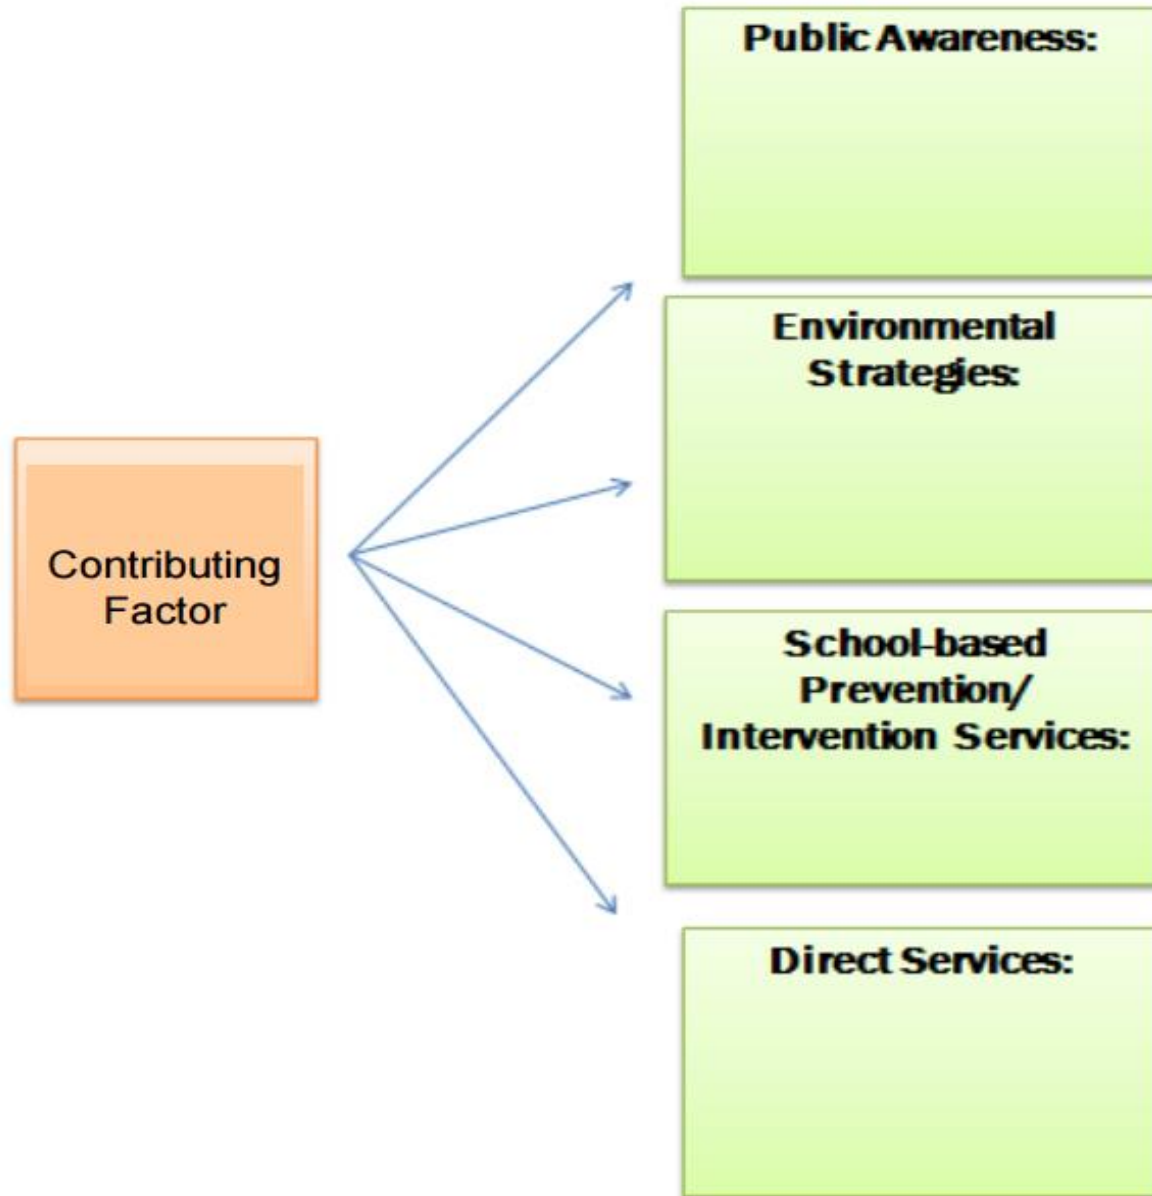 Public Awareness:
Environmental
Strategies:
Contributing
Factor
School-based
Prevention/
Intervention Services:
Direct Services: